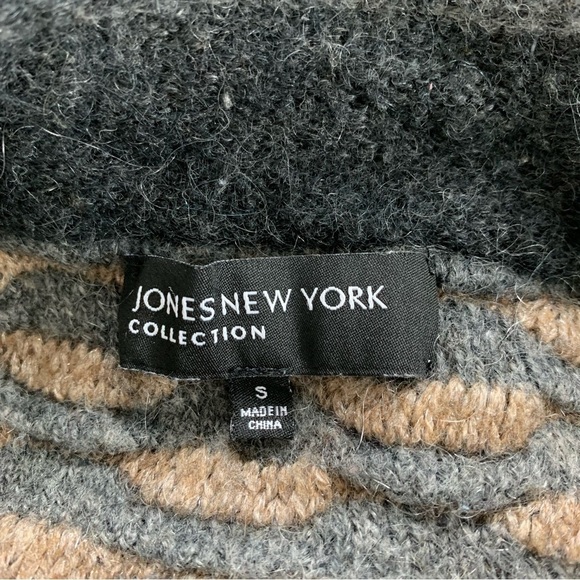 JONES NEW YORK
COLLECTION
S
MADE IN
CHINA